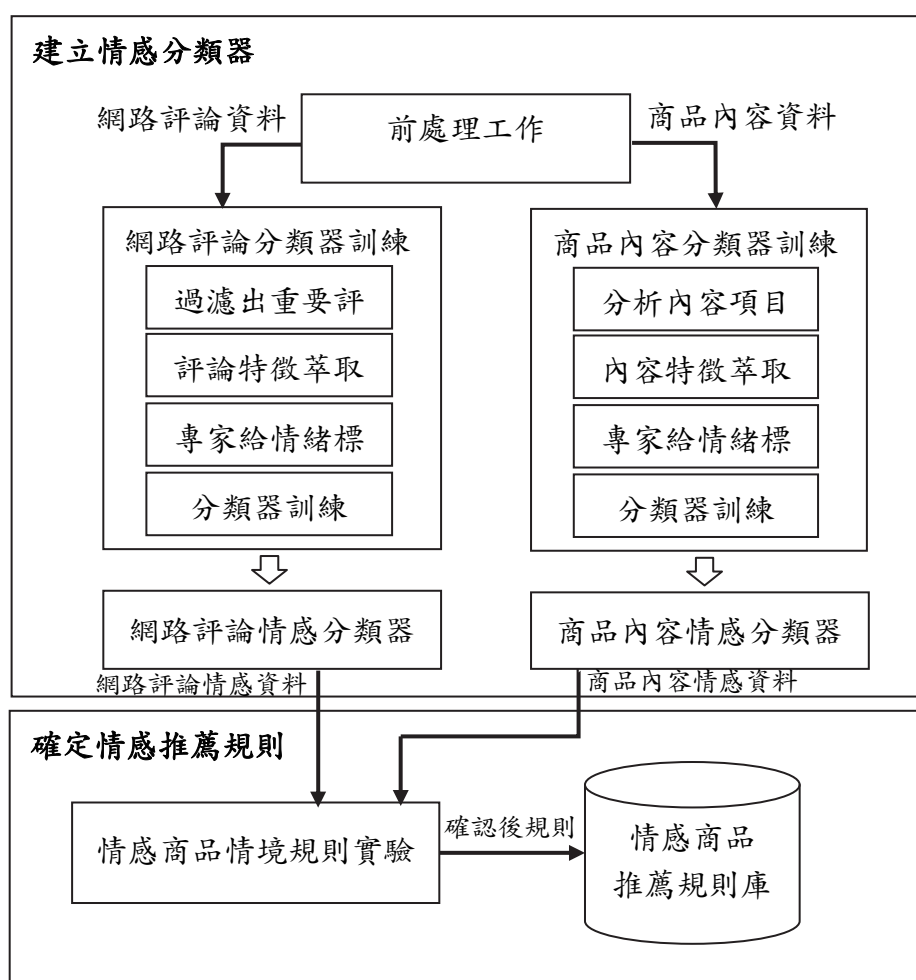 建立情感分類器
網路評論資料
前處理工作
商品內容資料
網路評論分類器訓練
過濾出重要評
評論特徵萃取
專家給情緒標
分類器訓練
商品內容分類器訓練
分析內容項目
內容特徵萃取
專家給情緒標
分類器訓練
網路評論情感分類器
商品內容情感分類器
網路評論情感資料
商品內容情感資料
確定情感推薦規則
情感商品情境規則實驗
確認後規則
情感商品
推薦規則庫